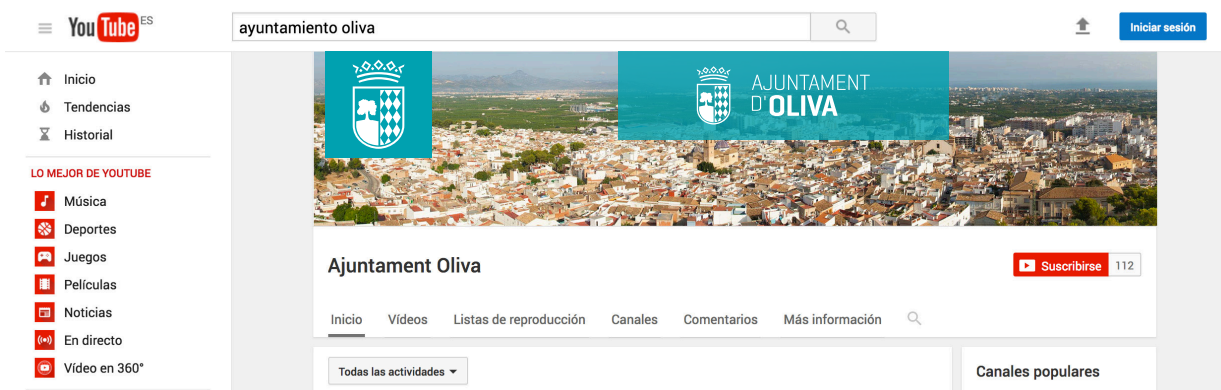 YouTube ES
ayuntamiento oliva
Iniciar sesión
Inicio
Tendencias
Historial
LO MEJOR DE YOUTUBE
Música
Deportes
Juegos
Películas
Noticias
En directo
Vídeo en 360°
AJUNTAMENT
D'OLIVA
Ajuntament Oliva
Suscribirse 112
Inicio Vídeos Listas de reproducción Canales Comentarios Más información
Todas las actividades
Canales populares